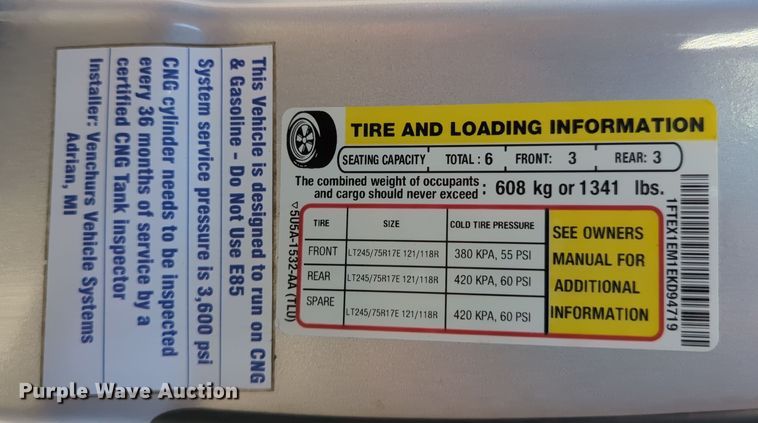 This Vehicle is designed to run on CNG
& Gasoline - Do Not Use E85
System service pressure is 3,600 psi
CNG cylinder needs to be inspected
every 36 months of service by a
certified CNG Tank inspector
Installer: Venchurs Vehicle Systems
Adrian, MI
TIRE AND LOADING INFORMATION
SEATING CAPACITY TOTAL : 6 FRONT: 3 REAR: 3
The combined weight of occupants
and cargo should never exceed : 608 kg or 1341 lbs.
TIRE SIZE COLD TIRE PRESSURE
FRONT LT245/75R17E 121/118R 380 KPA, 55 PSI
REAR LT245/75R17E 121/118R 420 KPA, 60 PSI
SPARE LT245/75R17E 121/118R 420 KPA, 60 PSI
SEE OWNERS
MANUAL FOR
ADDITIONAL
INFORMATION
5U5A-1532-AA (TLU)
1FTEX1EM1EKD94719
Purple Wave Auction